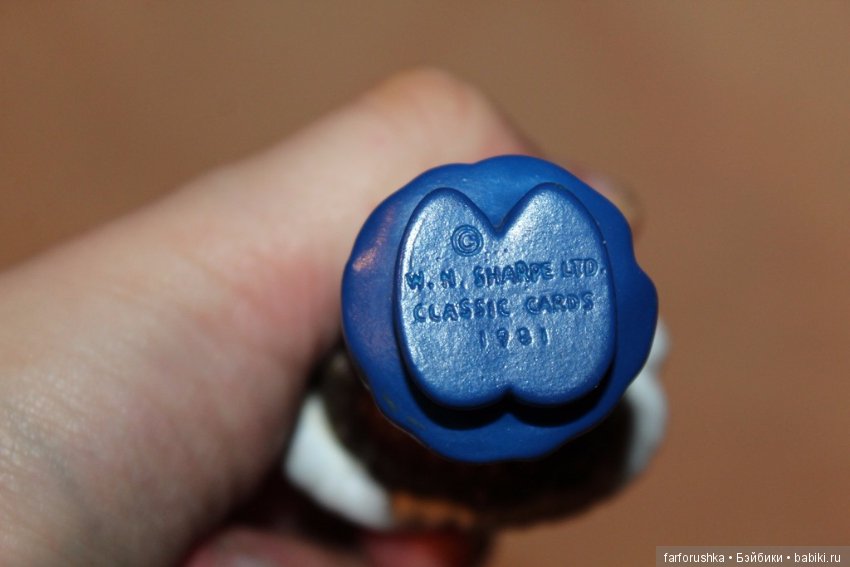 ©
W. N. SHARPE LTD.
CLASSIC CARDS
1981
farforushka • Бэйбики • babiki.ru